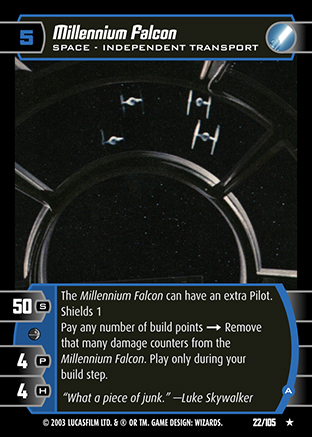 5
Millennium Falcon
SPACE - INDEPENDENT TRANSPORT
50 S
The Millennium Falcon can have an extra Pilot.
Shields 1
Pay any number of build points → Remove
that many damage counters from the
4 P
Millennium Falcon. Play only during your
build step.
4 H
“What a piece of junk.” —Luke Skywalker
A
© 2003 LUCASFILM LTD. & ® OR TM. GAME DESIGN: WIZARDS.
22/105 ★